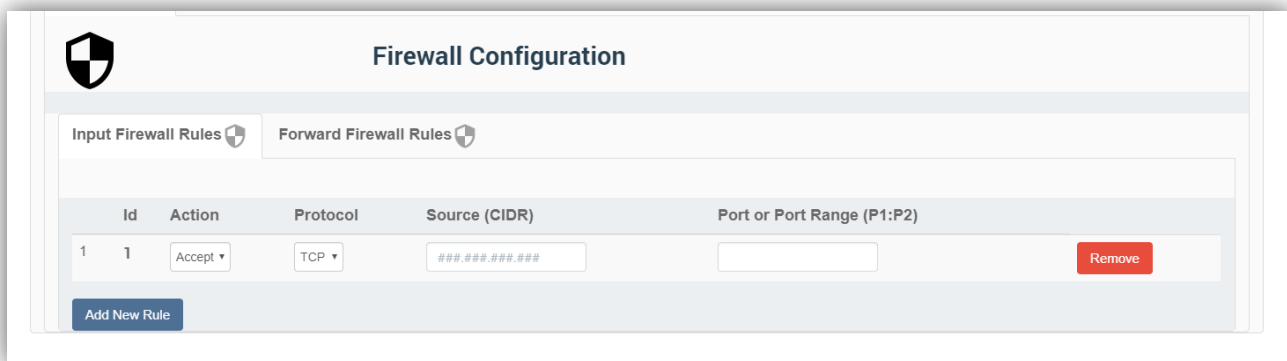 Firewall Configuration
Input Firewall Rules Forward Firewall Rules
Id Action Protocol Source (CIDR) Port or Port Range (P1:P2)
1 1 Accept TCP ###.###.###.### Remove
Add New Rule